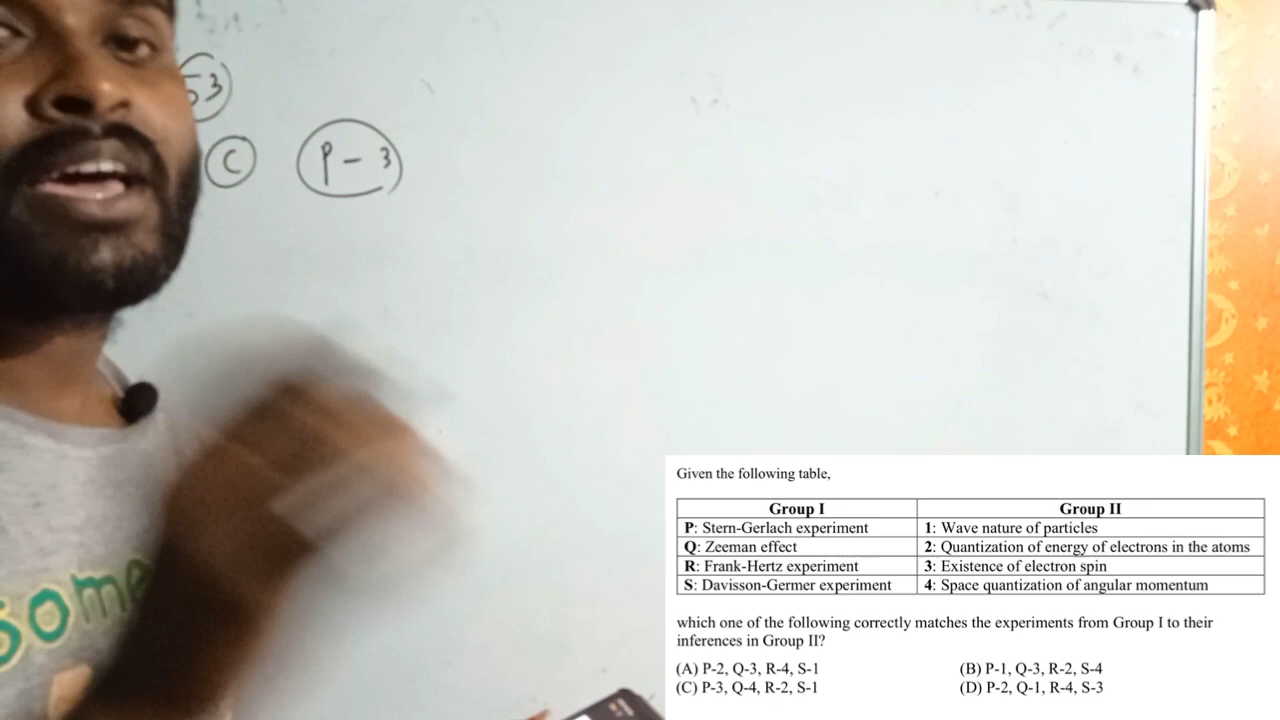 53
C P - 3
some
Given the following table,
Group I Group II
P: Stern-Gerlach experiment 1: Wave nature of particles
Q: Zeeman effect 2: Quantization of energy of electrons in the atoms
R: Frank-Hertz experiment 3: Existence of electron spin
S: Davisson-Germer experiment 4: Space quantization of angular momentum
which one of the following correctly matches the experiments from Group I to their
inferences in Group II?
(A) P-2, Q-3, R-4, S-1 (B) P-1, Q-3, R-2, S-4
(C) P-3, Q-4, R-2, S-1 (D) P-2, Q-1, R-4, S-3